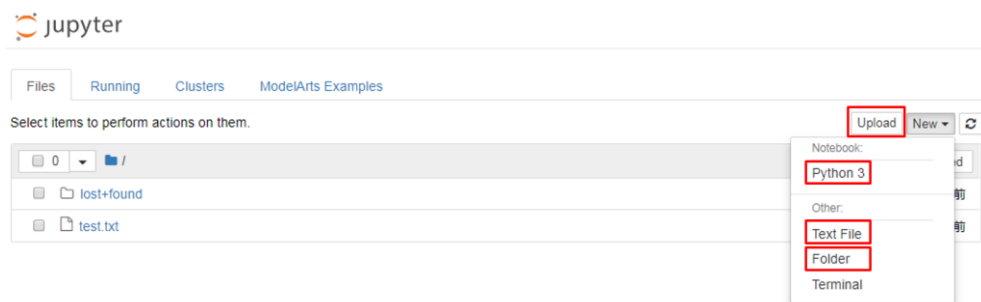 jupyter
Files Running Clusters ModelArts Examples
Select items to perform actions on them.
Upload New
0 /
Notebook:
Python 3
ed
lost+found
前
Other:
test.txt
Text File
前
Folder
Terminal